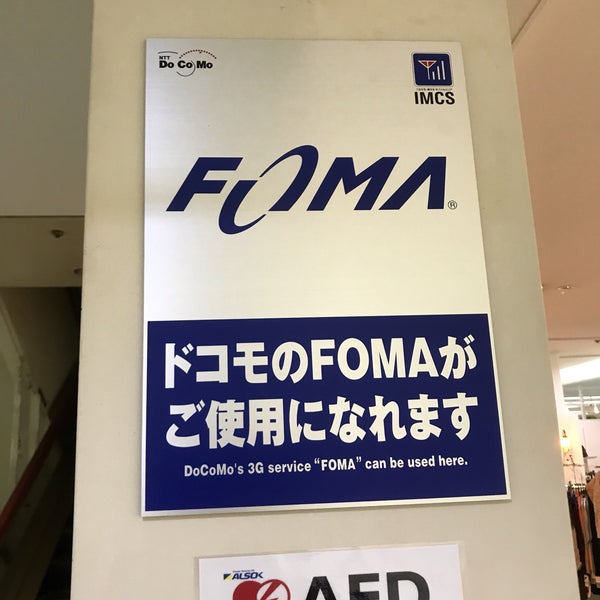 NTT
DoCoMo
IMCS
FOMA®
ドコモのFOMAが
ご使用になれます
DoCoMo's 3G service "FOMA" can be used here.
ALSOK
AED